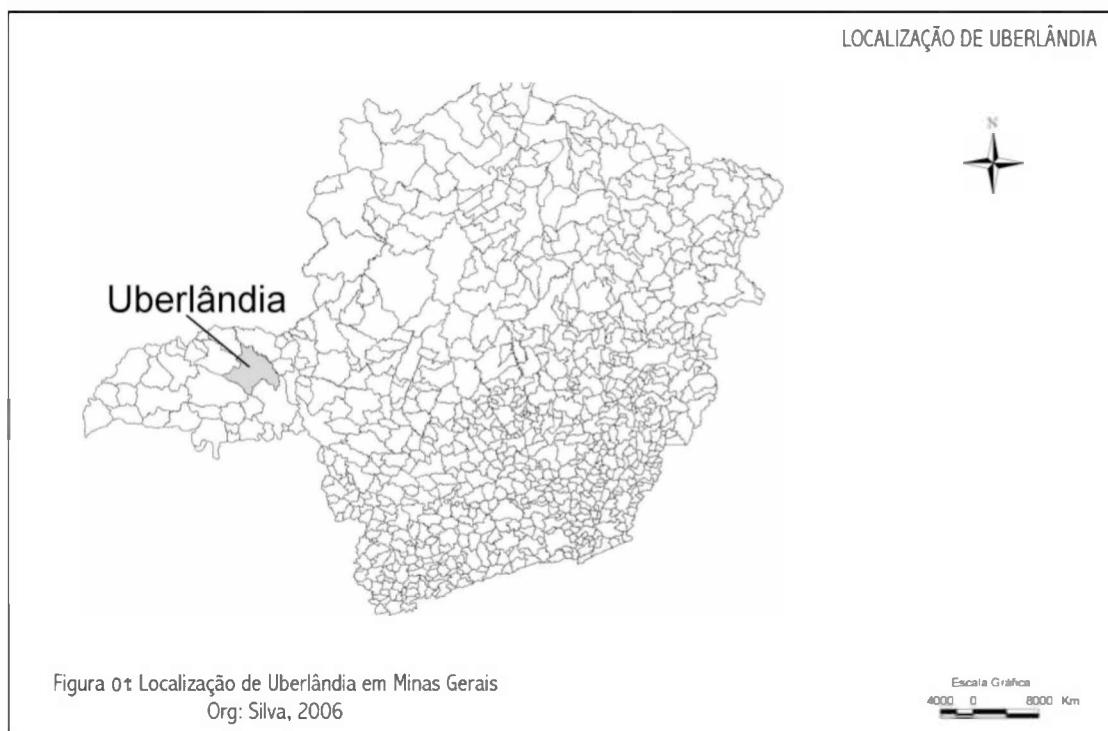 LOCALIZAÇÃO DE UBERLÂNDIA
N
Uberlândia
Figura 01: Localização de Uberlândia em Minas Gerais
Org: Silva, 2006
Escala Gráfica
4000 0 8000 Km